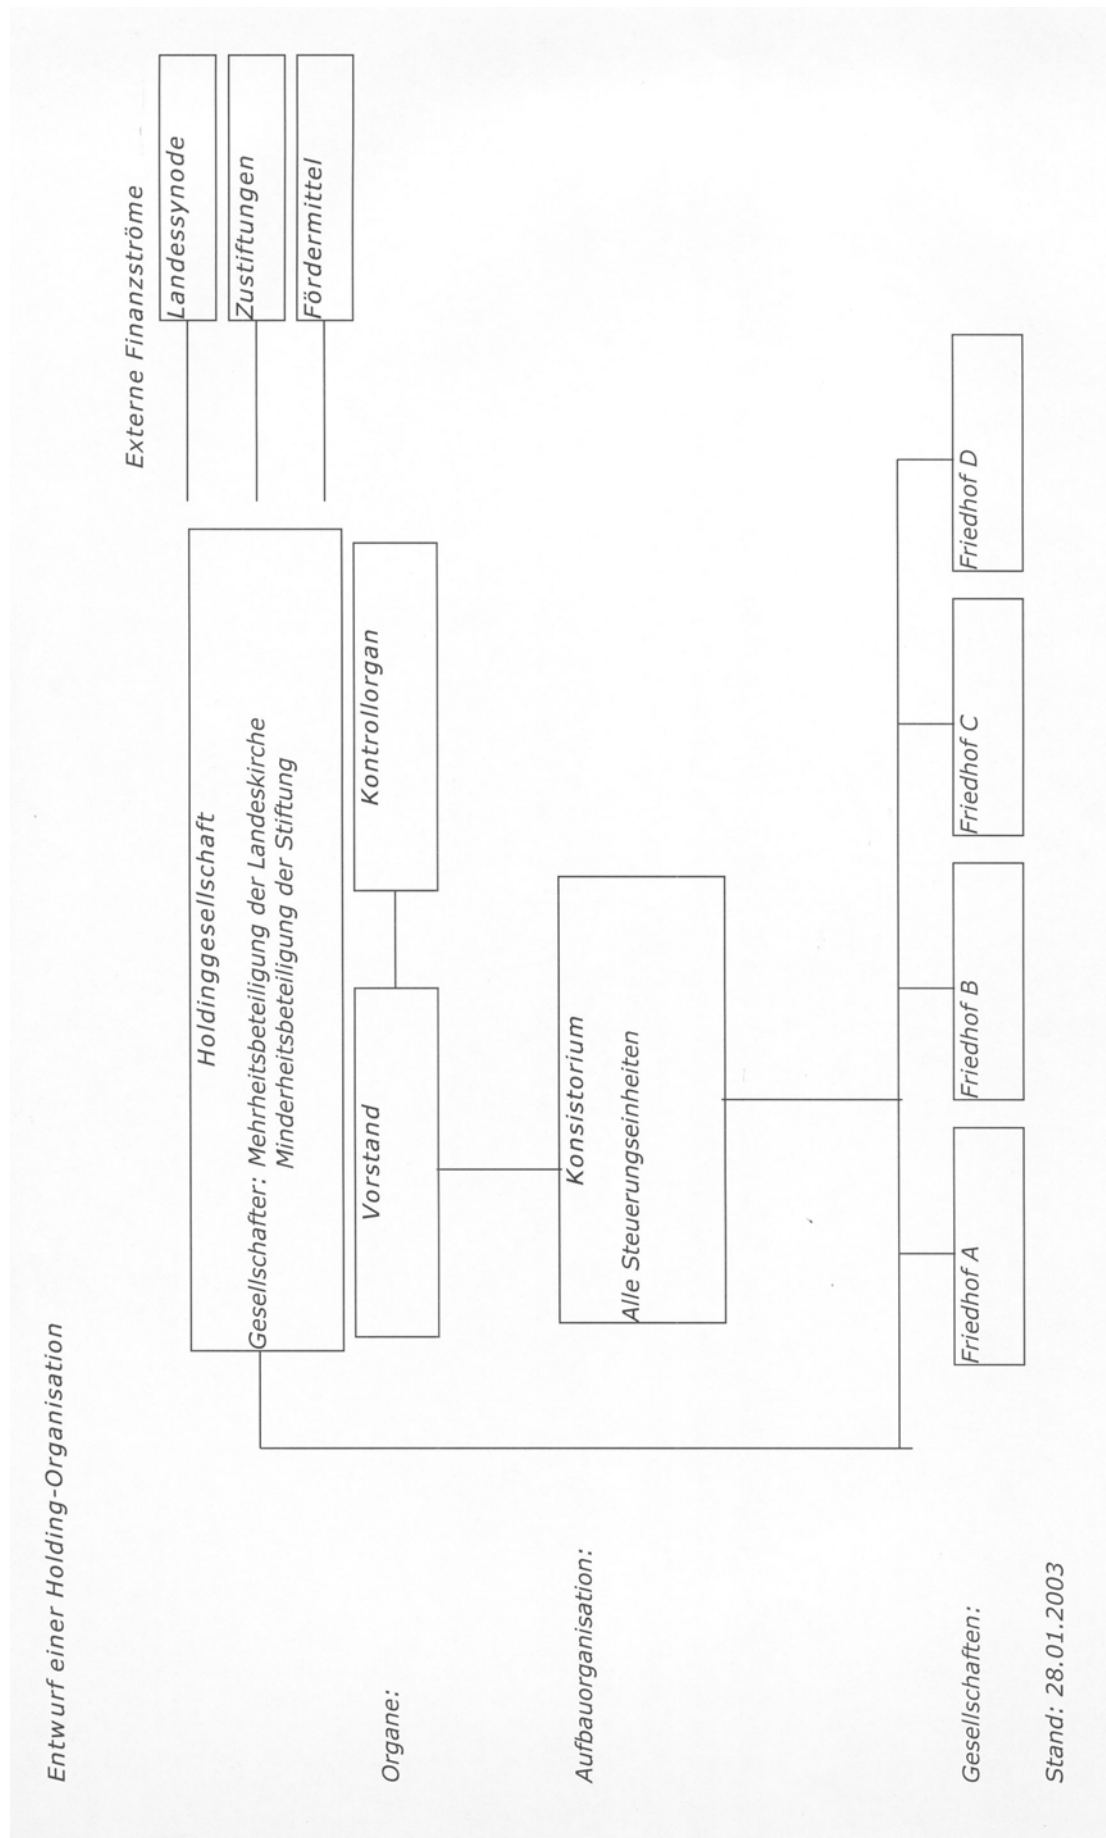 Entwurf einer Holding-Organisation
Externe Finanzströme
Landessynode
Zustiftungen
Fördermittel
Holdinggesellschaft
Gesellschafter: Mehrheitsbeteiligung der Landeskirche
Minderheitsbeteiligung der Stiftung
Organe:
Vorstand
Kontrollorgan
Aufbauorganisation:
Konsistorium
Alle Steuerungseinheiten
Gesellschaften:
Friedhof A
Friedhof B
Friedhof C
Friedhof D
Stand: 28.01.2003